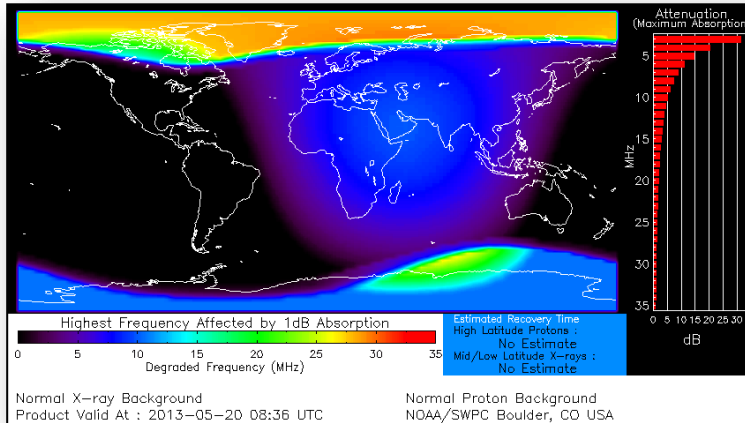 Attenuation
(Maximum Absorption
5
10
15
20
25
30
35
MHz
0 5 10 15 20 25 30
dB
Highest Frequency Affected by 1dB Absorption
0 5 10 15 20 25 30 35
Degraded Frequency (MHz)
Estimated Recovery Time
High Latitude Protons :
No Estimate
Mid/Low Latitude X-rays :
No Estimate
Normal X-ray Background
Normal Proton Background
Product Valid At : 2013-05-20 08:36 UTC
NOAA/SWPC Boulder, CO USA